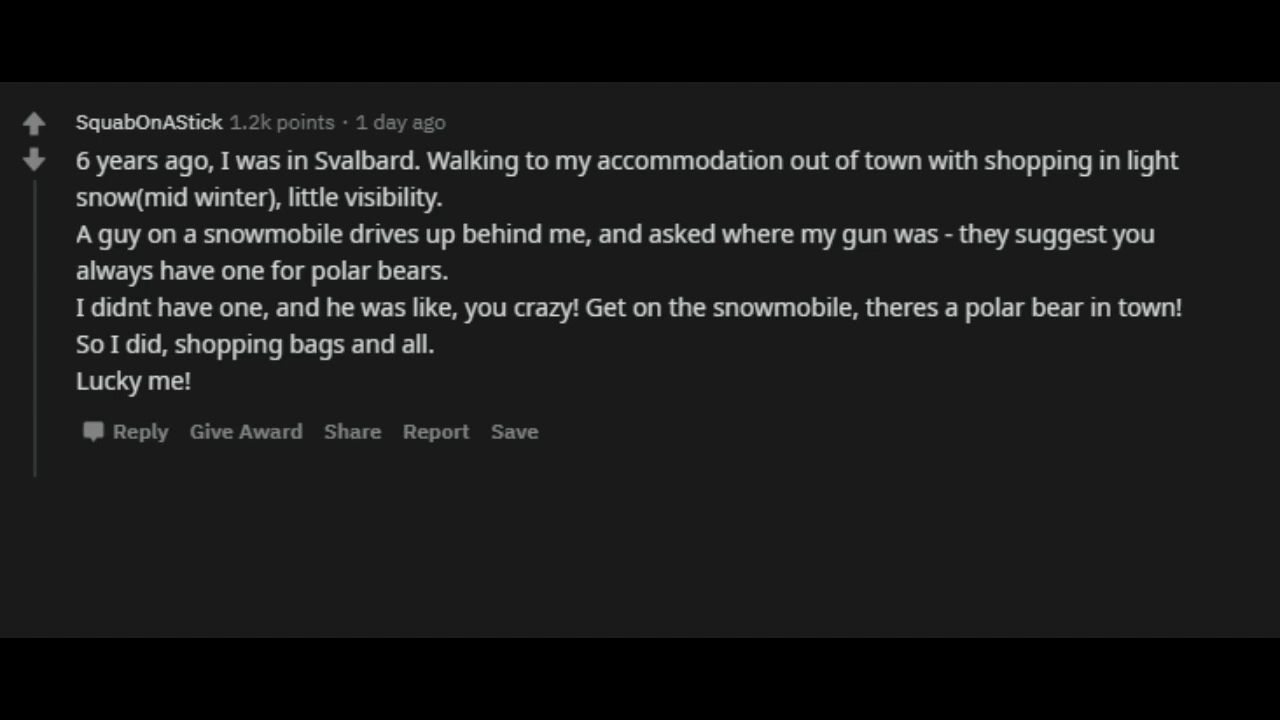 SquabOnAStick 1.2k points · 1 day ago
6 years ago, I was in Svalbard. Walking to my accommodation out of town with shopping in light
snow(mid winter), little visibility.
A guy on a snowmobile drives up behind me, and asked where my gun was - they suggest you
always have one for polar bears.
I didnt have one, and he was like, you crazy! Get on the snowmobile, theres a polar bear in town!
So I did, shopping bags and all.
Lucky me!
Reply Give Award Share Report Save